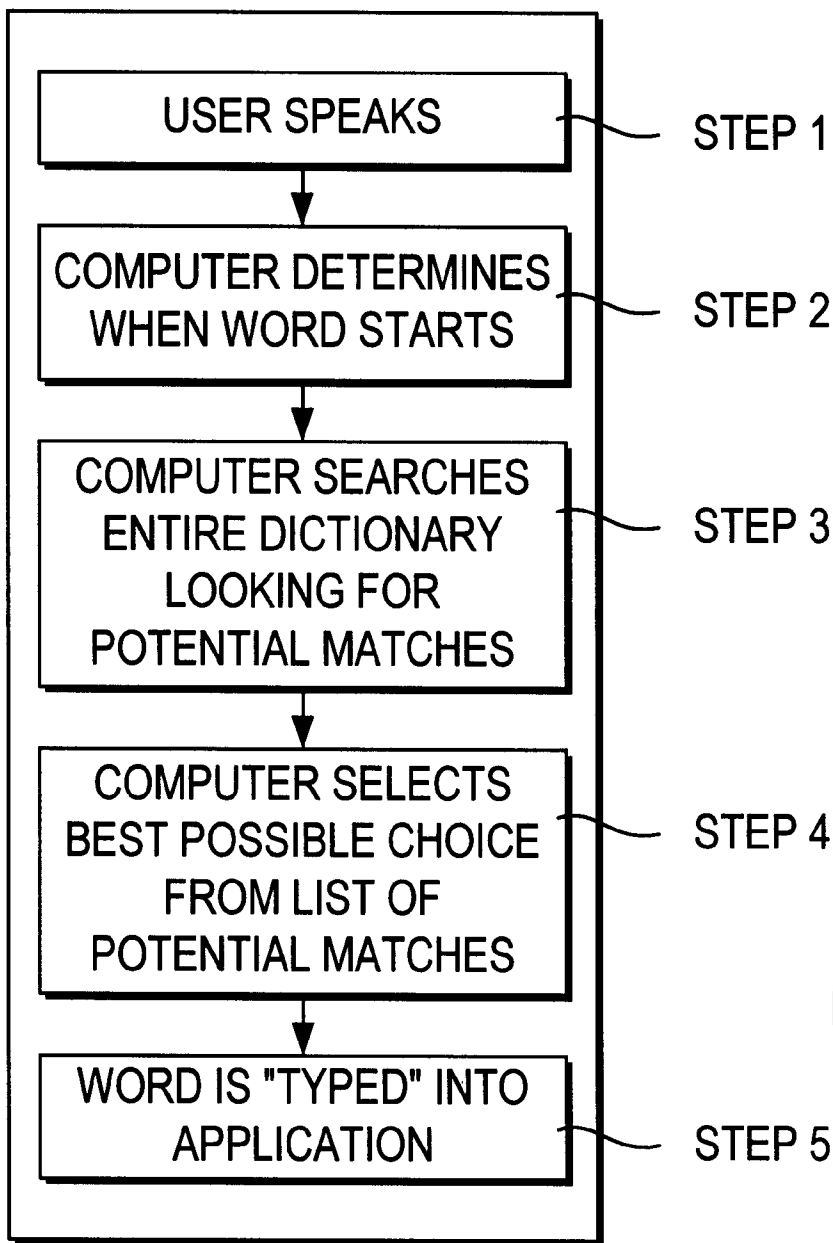 USER SPEAKS
STEP 1
COMPUTER DETERMINES
WHEN WORD STARTS
STEP 2
COMPUTER SEARCHES
ENTIRE DICTIONARY
LOOKING FOR
POTENTIAL MATCHES
STEP 3
COMPUTER SELECTS
BEST POSSIBLE CHOICE
FROM LIST OF
POTENTIAL MATCHES
STEP 4
WORD IS "TYPED" INTO
APPLICATION
STEP 5